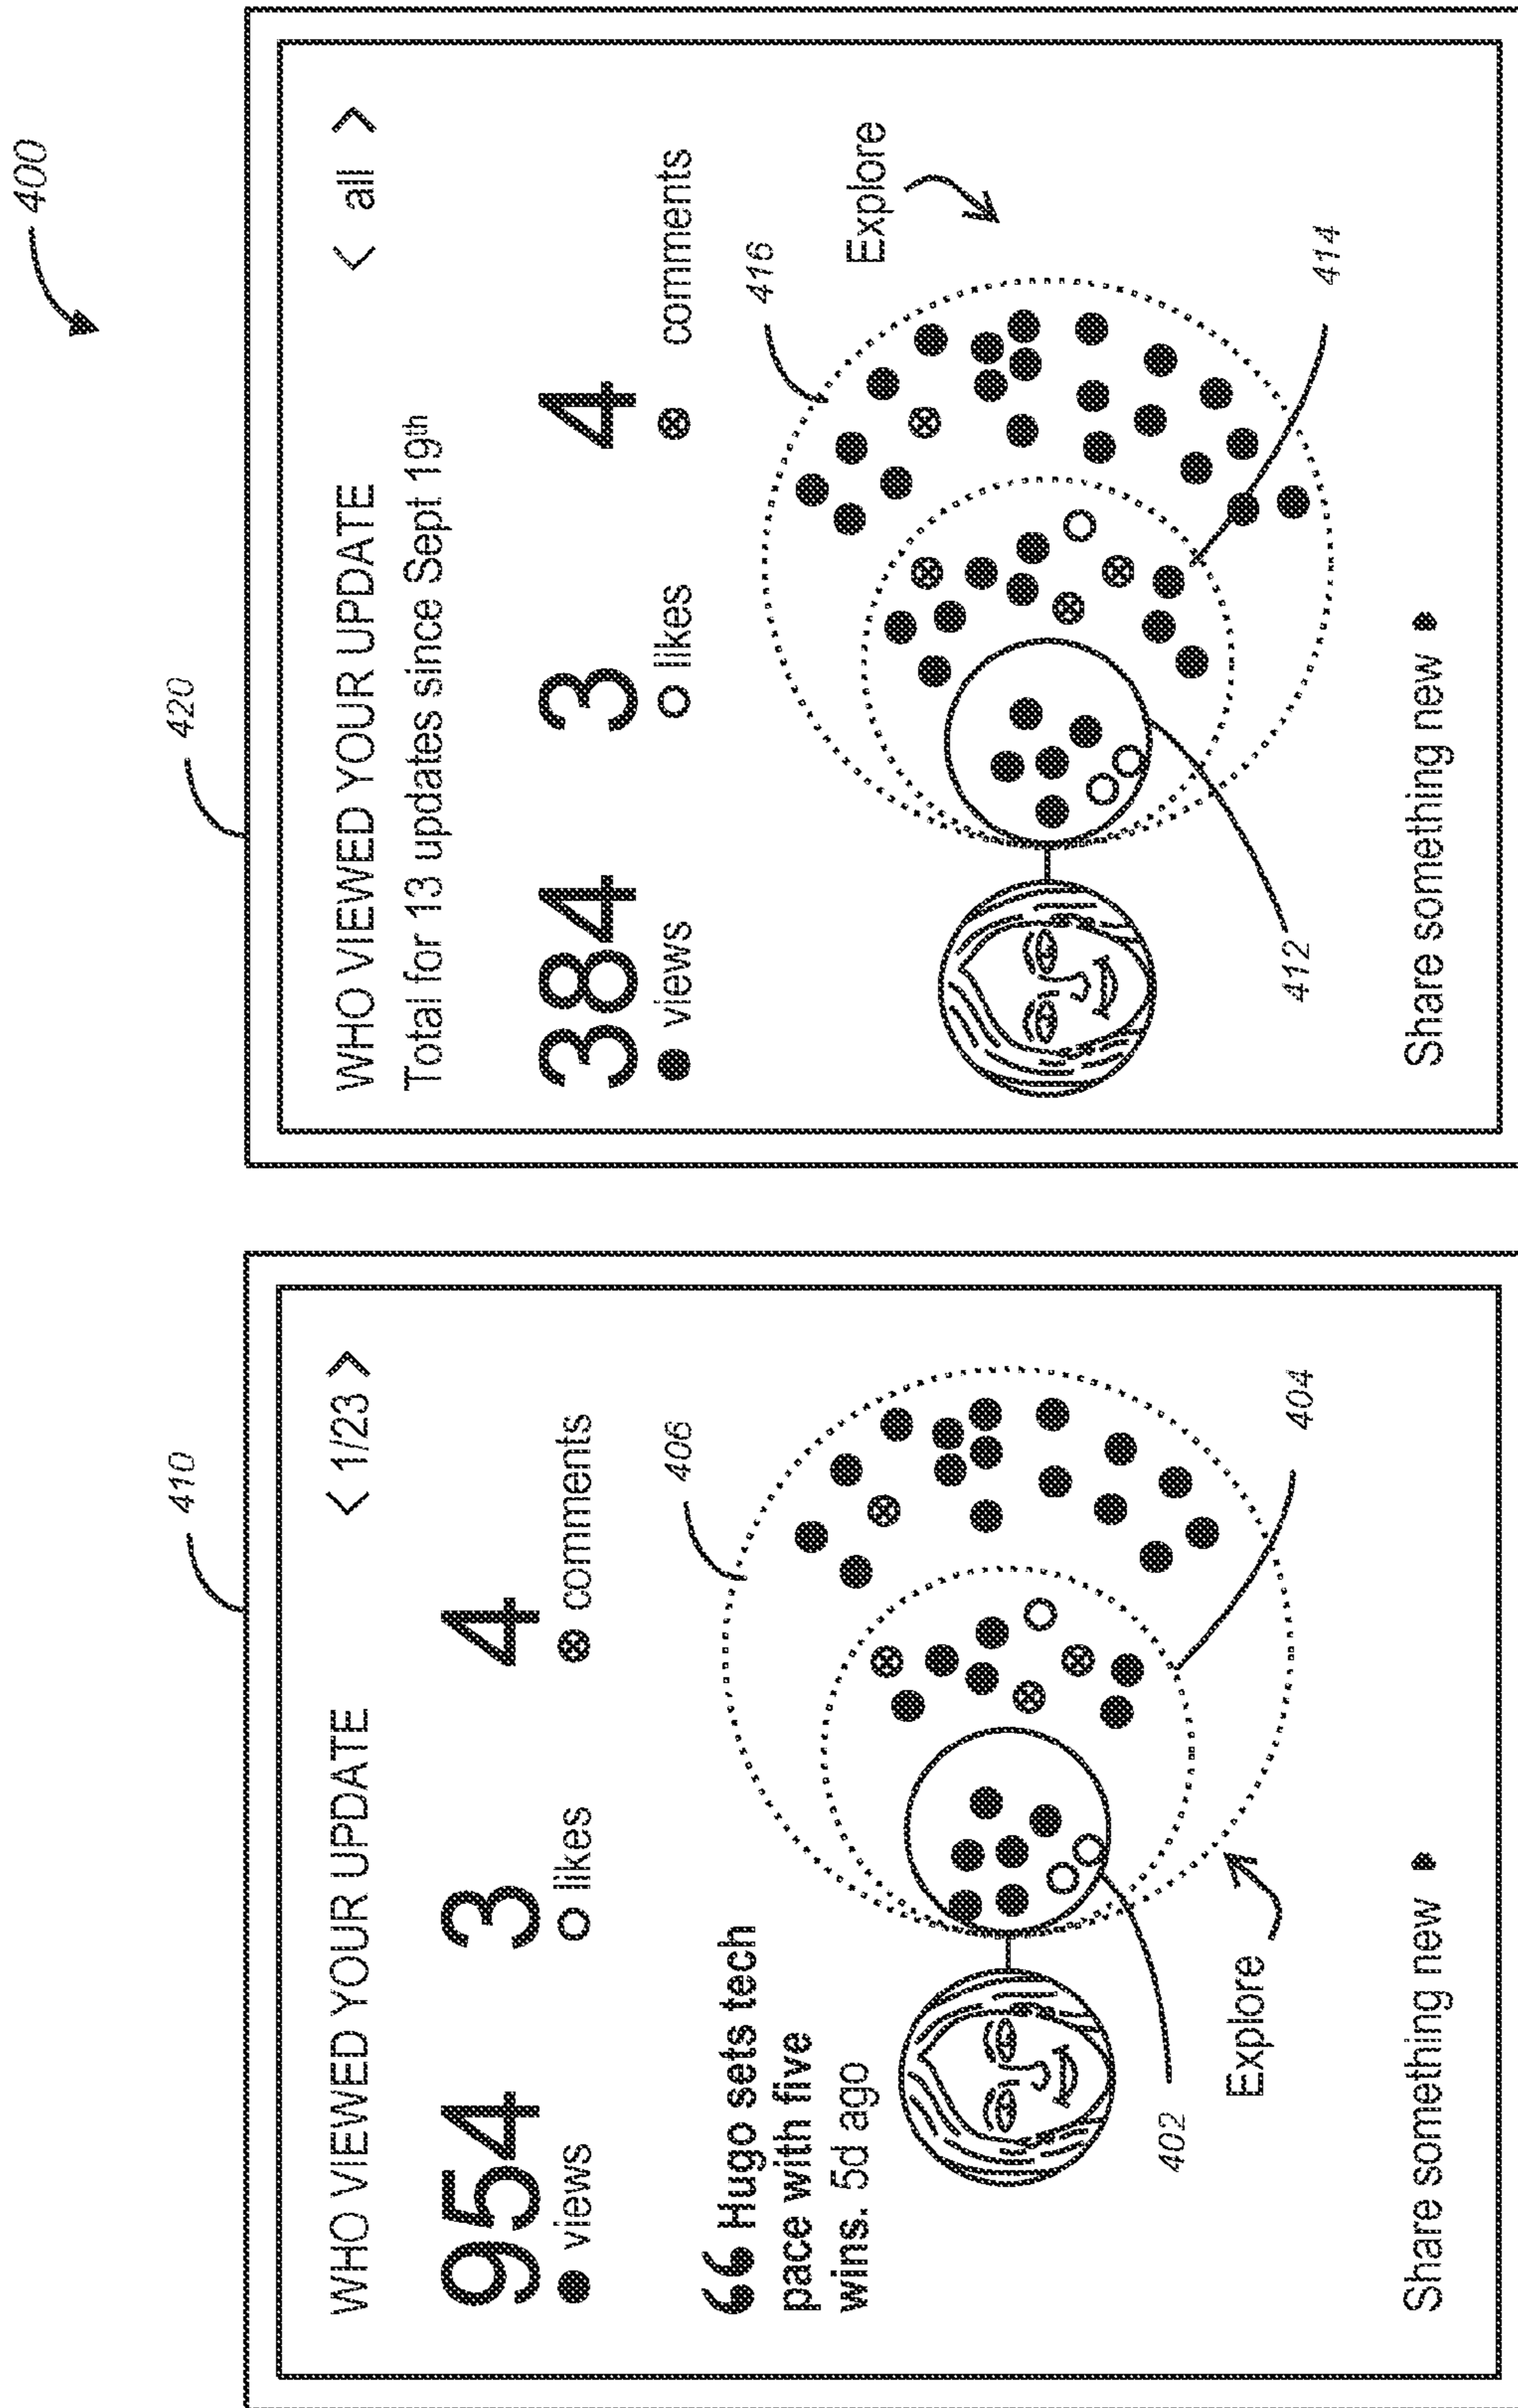 400
410
WHO VIEWED YOUR UPDATE < 1/23 >
954 3 4
views likes comments
406
“ Hugo sets tech
pace with five
wins. 5d ago
402
404
Explore
Share something new
420
WHO VIEWED YOUR UPDATE < all >
Total for 13 updates since Sept 19th
384 3 4
views likes comments
416
Explore
412
414
Share something new